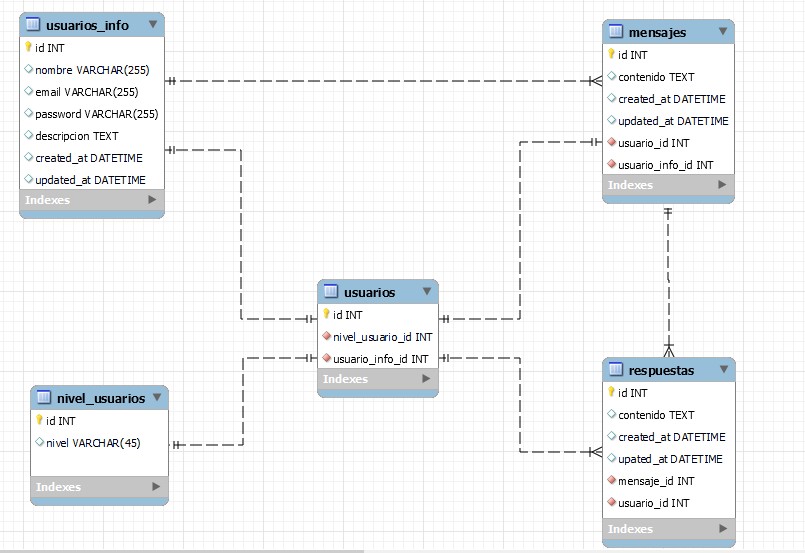 usuarios_info
id INT
nombre VARCHAR(255)
email VARCHAR(255)
password VARCHAR(255)
descripcion TEXT
created_at DATETIME
updated_at DATETIME
Indexes
mensajes
id INT
contenido TEXT
created_at DATETIME
updated_at DATETIME
usuario_id INT
usuario_info_id INT
Indexes
usuarios
id INT
nivel_usuario_id INT
usuario_info_id INT
Indexes
nivel_usuarios
id INT
nivel VARCHAR(45)
Indexes
respuestas
id INT
contenido TEXT
created_at DATETIME
upated_at DATETIME
mensaje_id INT
usuario_id INT
Indexes